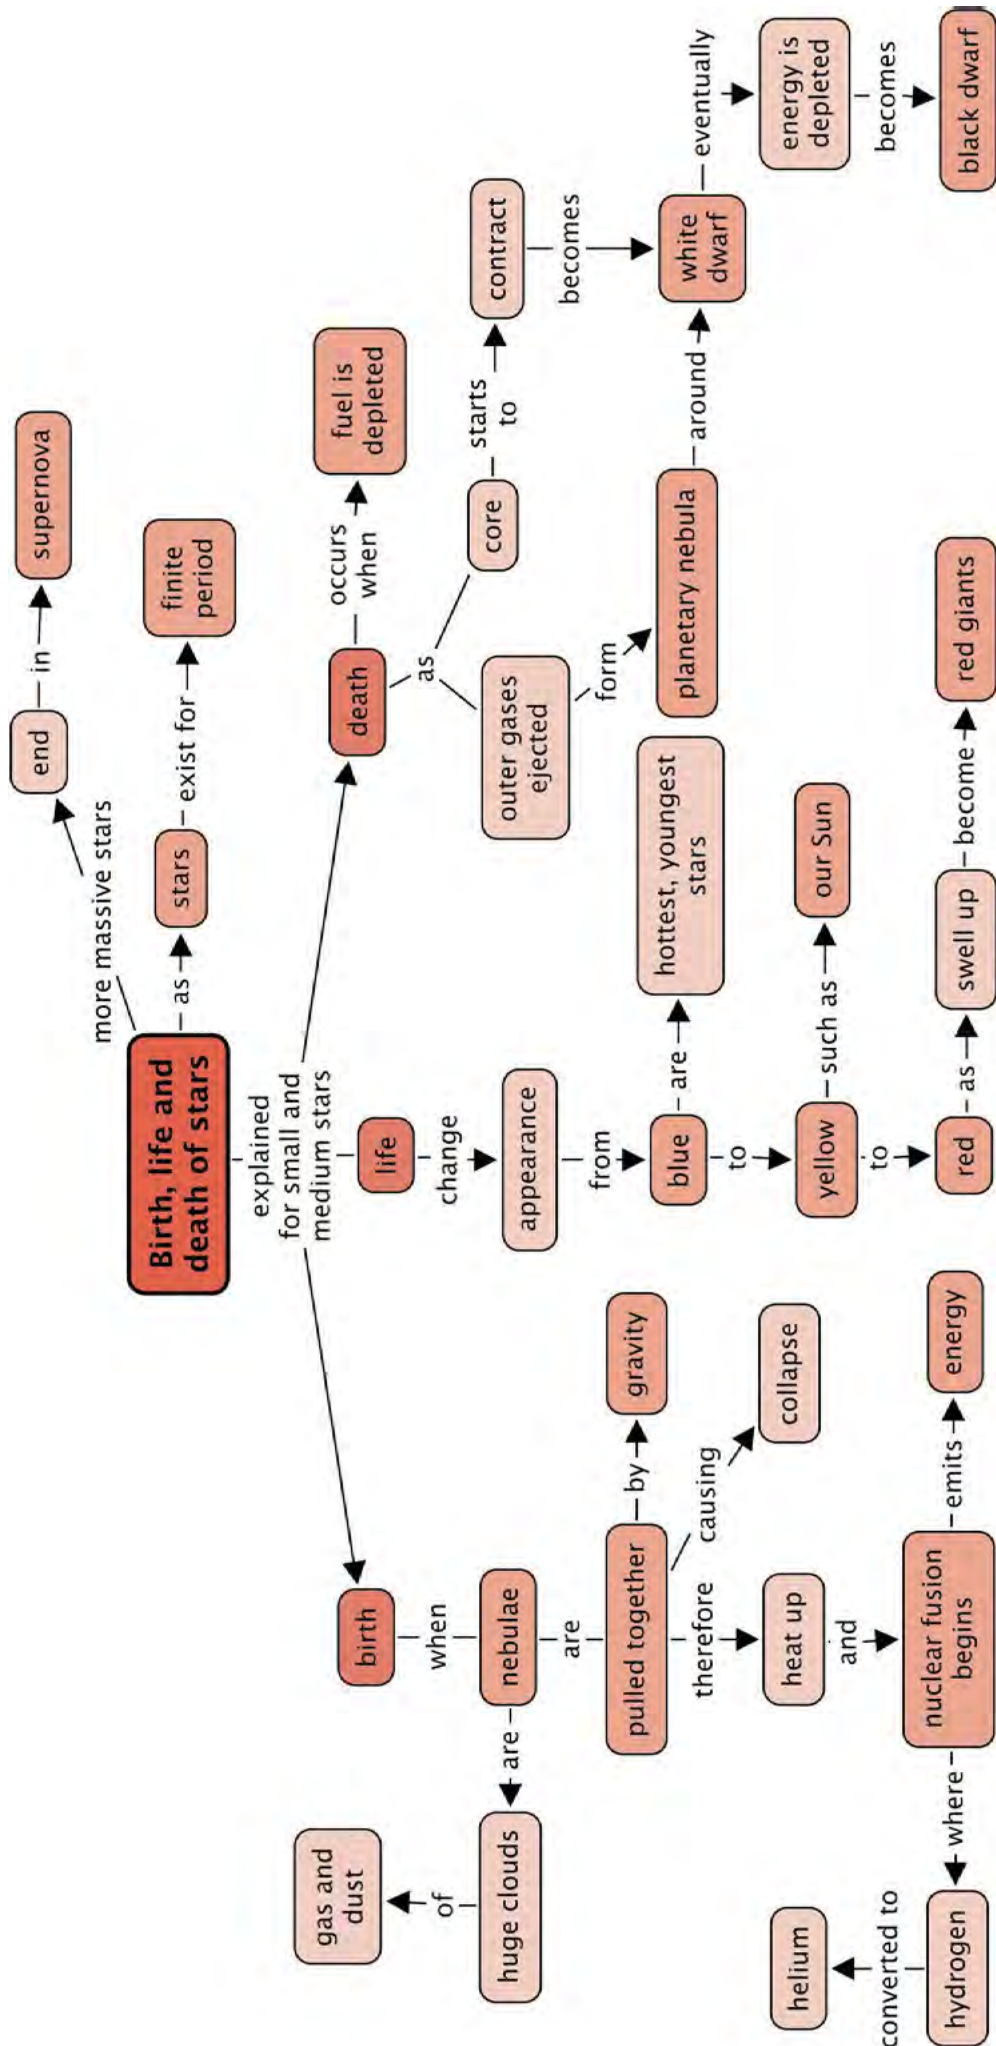 Birth, life and
death of stars
more massive stars
end
in
supernova
as
stars
exist for
finite
period
explained
for small and
medium stars
birth
when
nebulae
are
huge clouds
of
gas and
dust
are
pulled together
by
gravity
causing
collapse
therefore
heat up
and
nuclear fusion
begins
emits
energy
where
hydrogen
converted to
helium
life
change
appearance
from
blue
are
hottest, youngest
stars
to
yellow
such as
our Sun
to
red
as
swell up
become
red giants
death
occurs
when
fuel is
depleted
as
outer gases
ejected
form
planetary nebula
around
core
starts
to
contract
becomes
white
dwarf
eventually
energy is
depleted
becomes
black dwarf